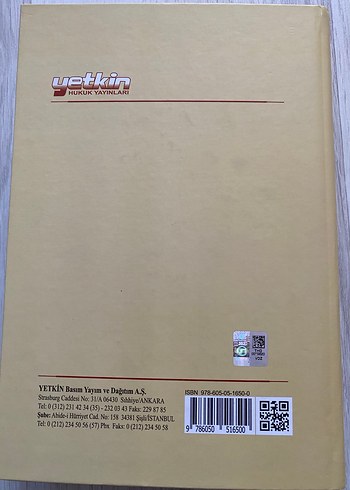 yetkin
HUKUK YAYINLARI
YETKİN Basım Yayım ve Dağıtım A.Ş.
Strasburg Caddesi No: 31/A 06430 Sıhhiye/ANKARA
Tel: 0 (312) 231 42 34 (35) - 232 03 43 Faks: 229 87 85
Şube: Abide-i Hürriyet Cad. No: 158 34381 Şişli/İSTANBUL
Tel: 0 (212) 234 50 56 (57) Pbx Faks: 0 (212) 234 50 58
ISBN: 978-605-05-1650-0
9 786050 516500